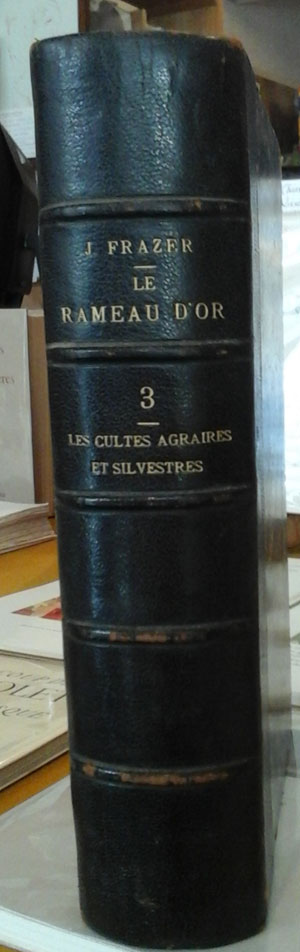 J. FRAZER
LE
RAMEAU D'OR
3
LES CULTES AGRAIRES
ET SILVESTRES